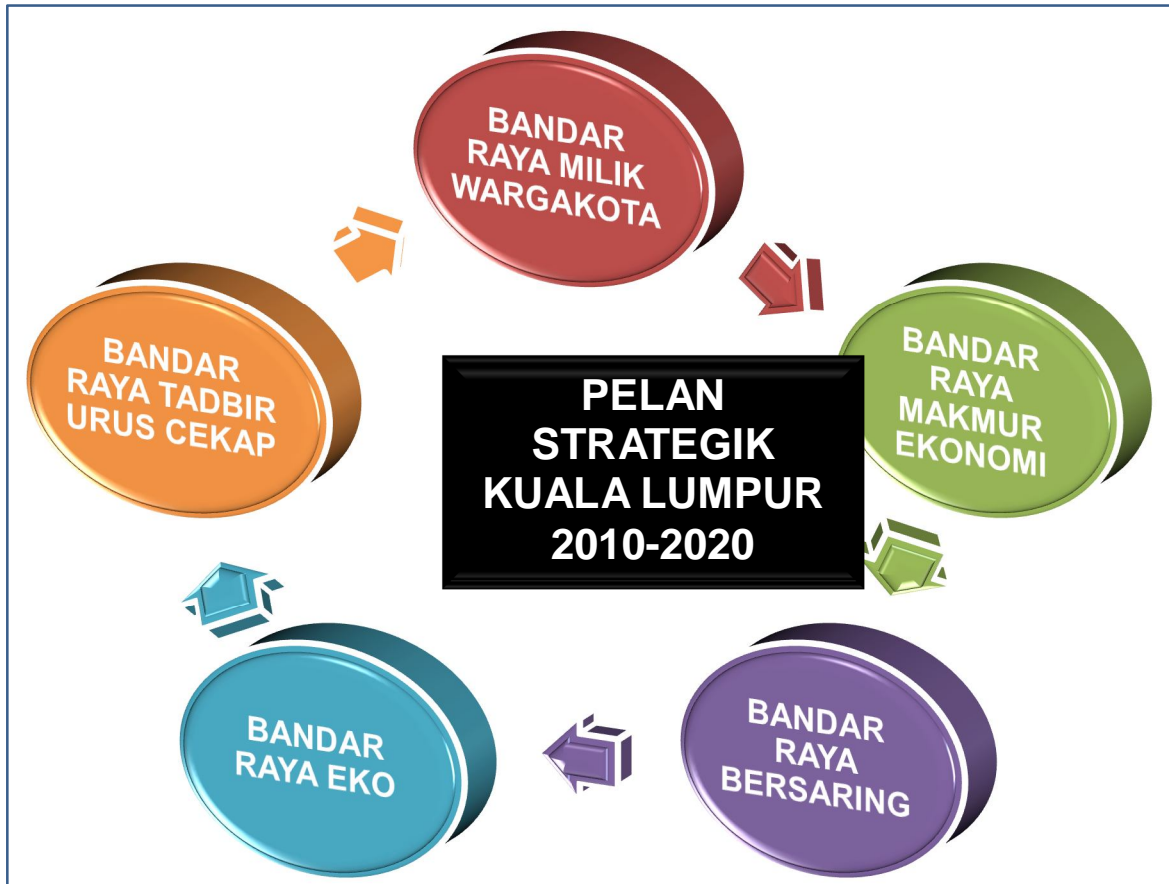 BANDAR
RAYA MILIK
WARGAKOTA
BANDAR
RAYA
MAKMUR
EKONOMI
BANDAR
RAYA
BERSARING
BANDAR
RAYA EKO
BANDAR
RAYA TADBIR
URUS CEKAP
PELAN
STRATEGIK
KUALA LUMPUR
2010-2020